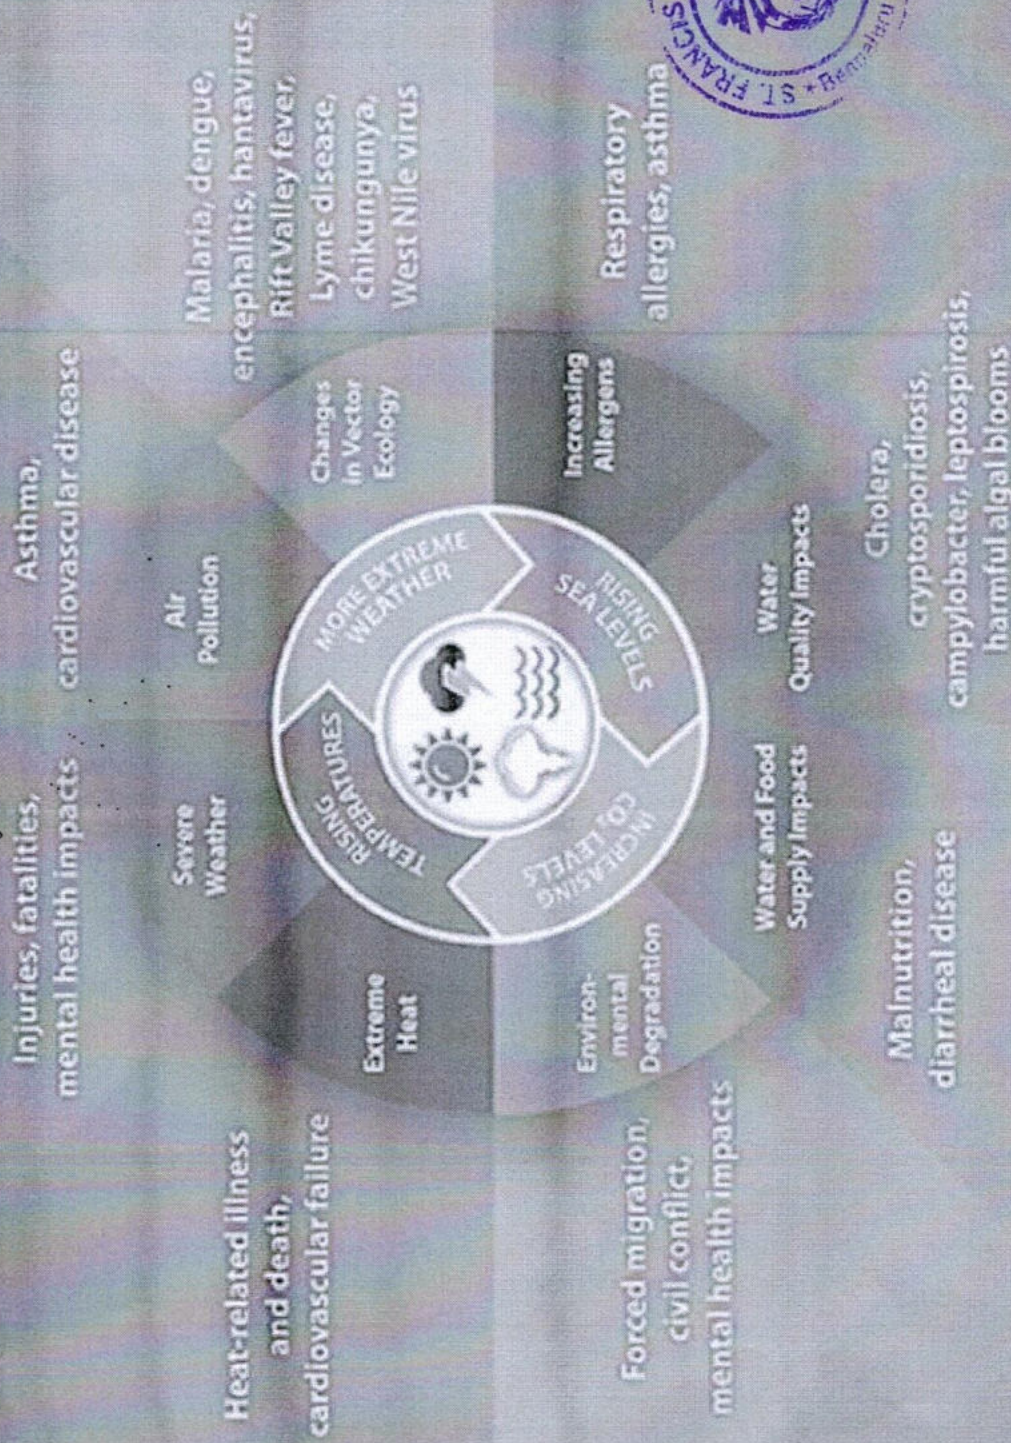 Injuries, fatalities,
mental health impacts
Asthma,
cardiovascular disease
Severe
Weather
Air
Pollution
Heat-related illness
and death,
cardiovascular failure
Extreme
Heat
Changes
in Vector
Ecology
Malaria, dengue,
encephalitis, hantavirus,
Rift Valley fever,
Lyme disease,
chikungunya,
West Nile virus
RISING
TEMPERATURES
MORE EXTREME
WEATHER
INCREASING
CO₂ LEVELS
RISING
SEA LEVELS
Forced migration,
civil conflict,
mental health impacts
Environ-
mental
Degradation
Increasing
Allergens
Respiratory
allergies, asthma
Water and Food
Supply Impacts
Water
Quality Impacts
Malnutrition,
diarrheal disease
Cholera,
cryptosporidiosis,
campylobacter, leptospirosis,
harmful algal blooms
ST. FRANCIS
Bengaluru